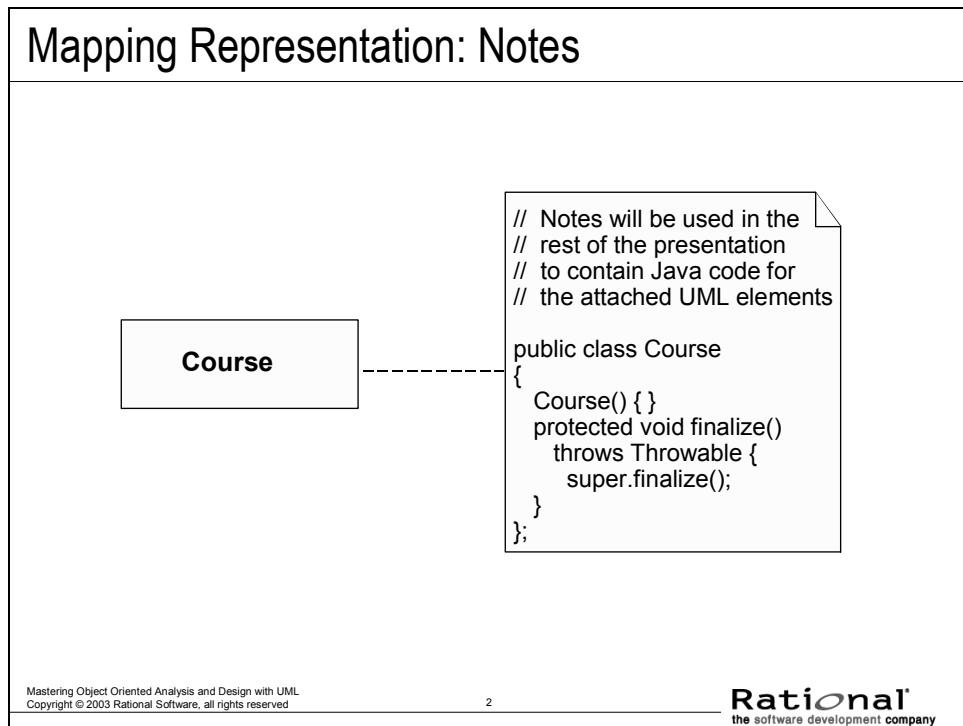 Mapping Representation: Notes
Course
// Notes will be used in the
// rest of the presentation
// to contain Java code for
// the attached UML elements
public class Course
{
Course() { }
protected void finalize()
throws Throwable {
super.finalize();
}
};
Mastering Object Oriented Analysis and Design with UML
Copyright © 2003 Rational Software, all rights reserved
2
Rational
the software development company